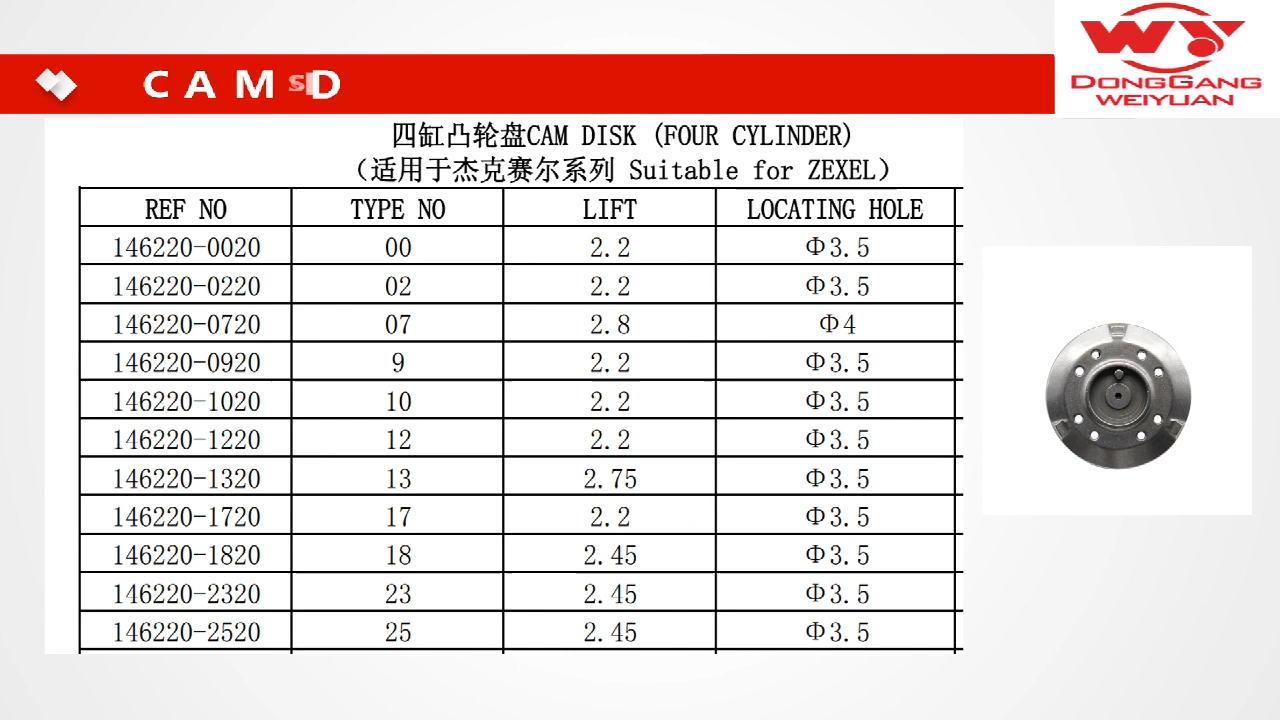 CAM D
WY
DONGGANG
WEIYUAN
四缸凸轮盘CAM DISK (FOUR CYLINDER)
(适用于杰克赛尔系列 Suitable for ZEXEL)
REF NO TYPE NO LIFT LOCATING HOLE
146220-0020 00 2.2 Φ3.5
146220-0220 02 2.2 Φ3.5
146220-0720 07 2.8 Φ4
146220-0920 9 2.2 Φ3.5
146220-1020 10 2.2 Φ3.5
146220-1220 12 2.2 Φ3.5
146220-1320 13 2.75 Φ3.5
146220-1720 17 2.2 Φ3.5
146220-1820 18 2.45 Φ3.5
146220-2320 23 2.45 Φ3.5
146220-2520 25 2.45 Φ3.5